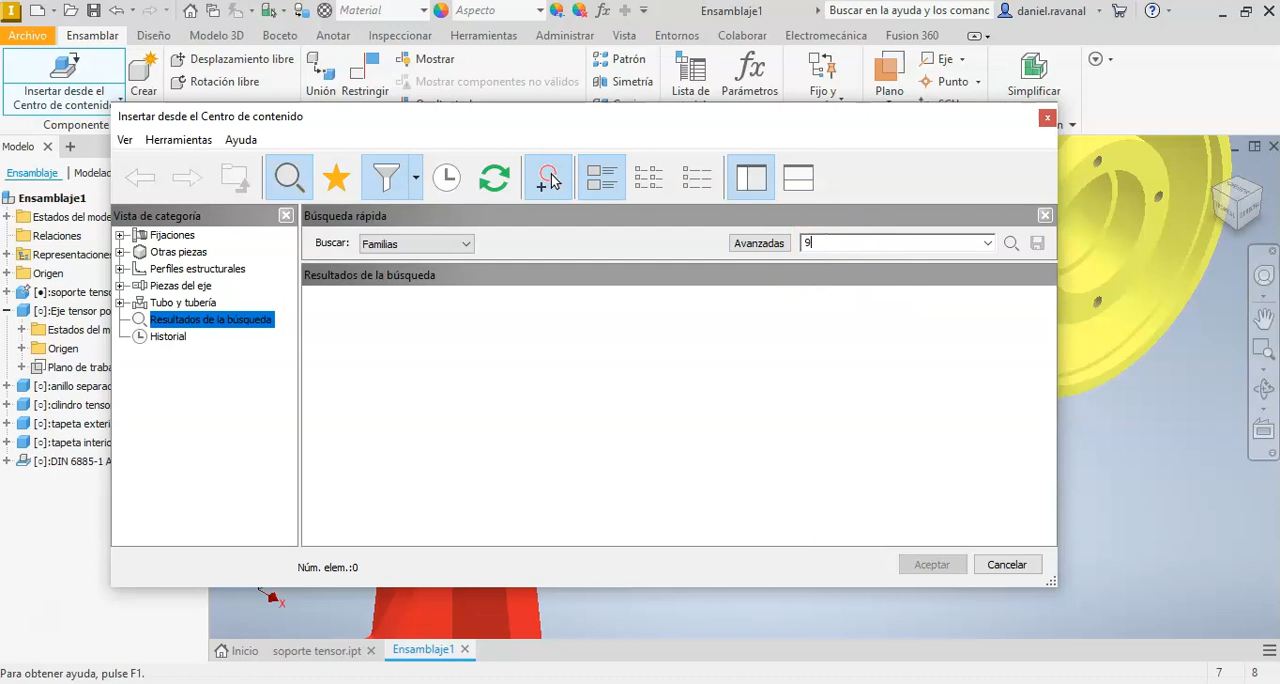 Material
Aspecto
Ensamblaje1
Buscar en la ayuda y los comanc
daniel.ravanal
Archivo
Ensamblar
Diseño
Modelo 3D
Boceto
Anotar
Inspeccionar
Herramientas
Administrar
Vista
Entornos
Colaborar
Electromecánica
Fusion 360
Insertar desde el
Centro de contenido
Crear
Desplazamiento libre
Rotación libre
Unión
Restringir
Mostrar
Mostrar componentes no válidos
Patrón
Simetría
Lista de
Parámetros
Fijo y
Plano
Eje
Punto
Simplificar
Componente
Modelo
Ensamblaje
Modelad
Ensamblaje1
Estados del mode
Relaciones
Representacione
Origen
[●]:soporte tenso
[○]:Eje tensor po
Estados del m
Origen
Plano de traba
[○]:anillo separac
[○]:cilindro tenso
[○]:tapeta exteri
[○]:tapeta interio
[○]:DIN 6885-1 A
Insertar desde el Centro de contenido
Ver
Herramientas
Ayuda
Vista de categoría
Fijaciones
Otras piezas
Perfiles estructurales
Piezas del eje
Tubo y tubería
Resultados de la búsqueda
Historial
Búsqueda rápida
Buscar:
Familias
Avanzadas
9
Resultados de la búsqueda
Núm. elem.:0
Aceptar
Cancelar
X
Inicio
soporte tensor.ipt
Ensamblaje1
Para obtener ayuda, pulse F1.
7
8